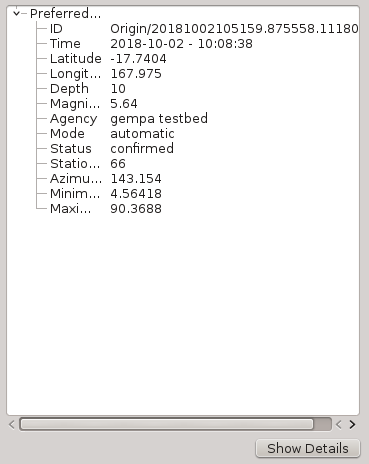 Preferred...
ID Origin/20181002105159.875558.11180
Time 2018-10-02 - 10:08:38
Latitude -17.7404
Longit... 167.975
Depth 10
Magni... 5.64
Agency gempa testbed
Mode automatic
Status confirmed
Statio... 66
Azimu... 143.154
Minim... 4.56418
Maxi... 90.3688
Show Details